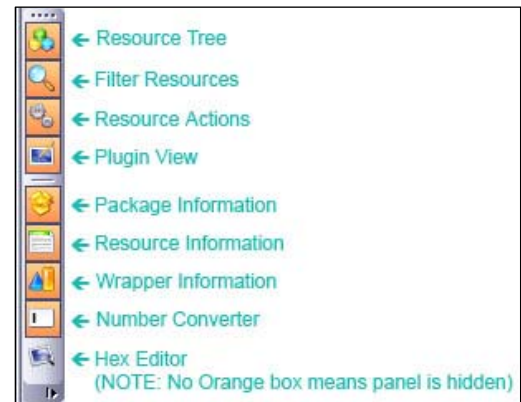 ← Resource Tree
← Filter Resources
← Resource Actions
← Plugin View
← Package Information
← Resource Information
← Wrapper Information
← Number Converter
← Hex Editor
(NOTE: No Orange box means panel is hidden)